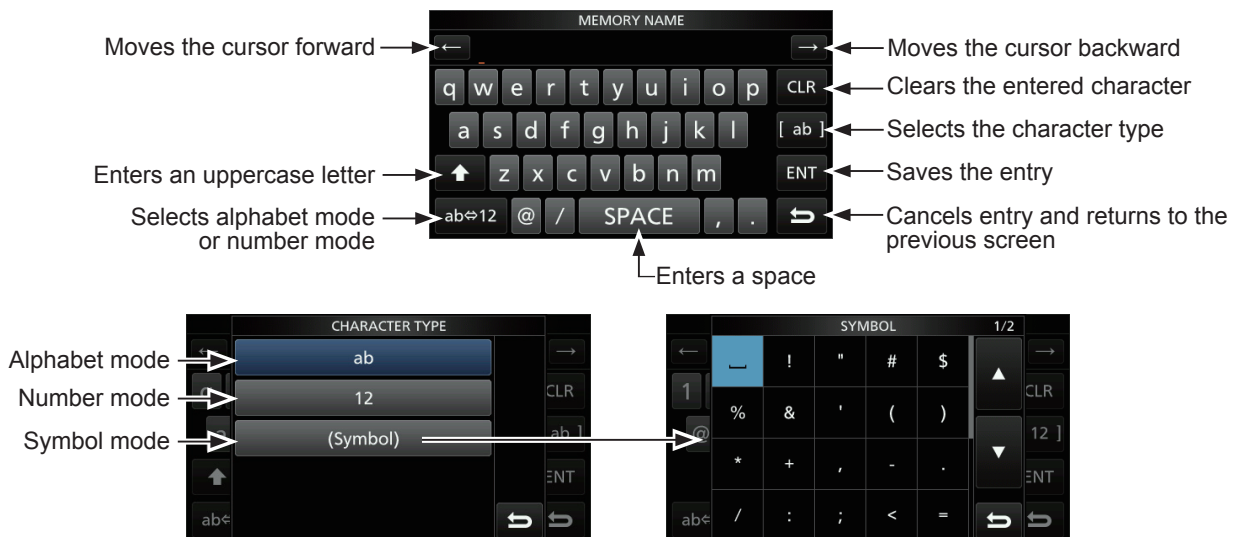 MEMORY NAME
Moves the cursor forward ← → Moves the cursor backward
q w e r t y u i o p CLR Clears the entered character
a s d f g h j k l [ ab ] Selects the character type
Enters an uppercase letter z x c v b n m ENT Saves the entry
Selects alphabet mode
or number mode
ab⇔12 @ / SPACE , .
Cancels entry and returns to the
previous screen
Enters a space
CHARACTER TYPE
Alphabet mode ab
Number mode 12
Symbol mode (Symbol)
CLR
ab ]
ENT
ab⇔
SYMBOL 1/2
← →
! " # $
1 CLR
% & ' ( )
@ 12 ]
* + , - .
ENT
ab⇔ / : ; < =